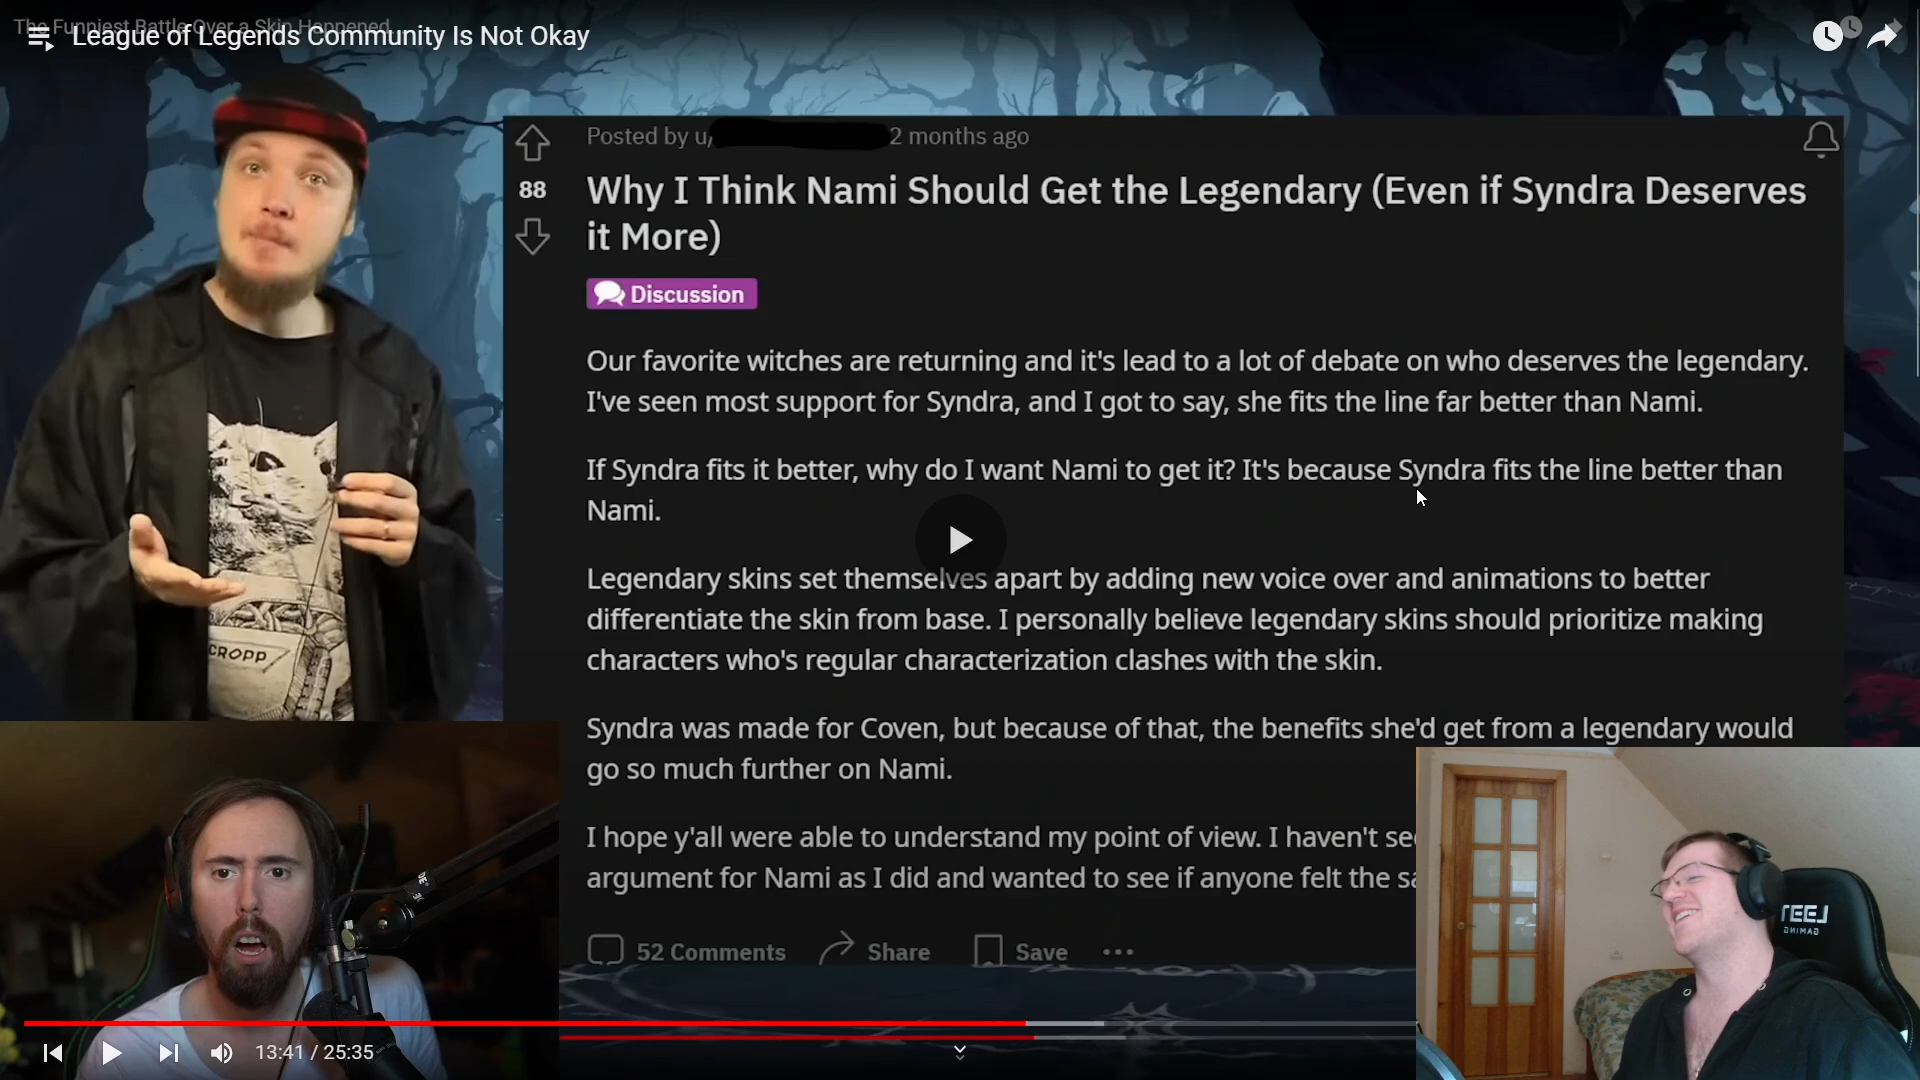 The Funniest Battle Over a Skin Happened
League of Legends Community Is Not Okay
Posted by u/ 2 months ago
88
Why I Think Nami Should Get the Legendary (Even if Syndra Deserves
it More)
Discussion
Our favorite witches are returning and it's lead to a lot of debate on who deserves the legendary.
I've seen most support for Syndra, and I got to say, she fits the line far better than Nami.
If Syndra fits it better, why do I want Nami to get it? It's because Syndra fits the line better than
Nami.
Legendary skins set themselves apart by adding new voice over and animations to better
differentiate the skin from base. I personally believe legendary skins should prioritize making
characters who's regular characterization clashes with the skin.
Syndra was made for Coven, but because of that, the benefits she'd get from a legendary would
go so much further on Nami.
I hope y'all were able to understand my point of view. I haven't se
argument for Nami as I did and wanted to see if anyone felt the sa
52 Comments Share Save
CROPP
13:41 / 25:35